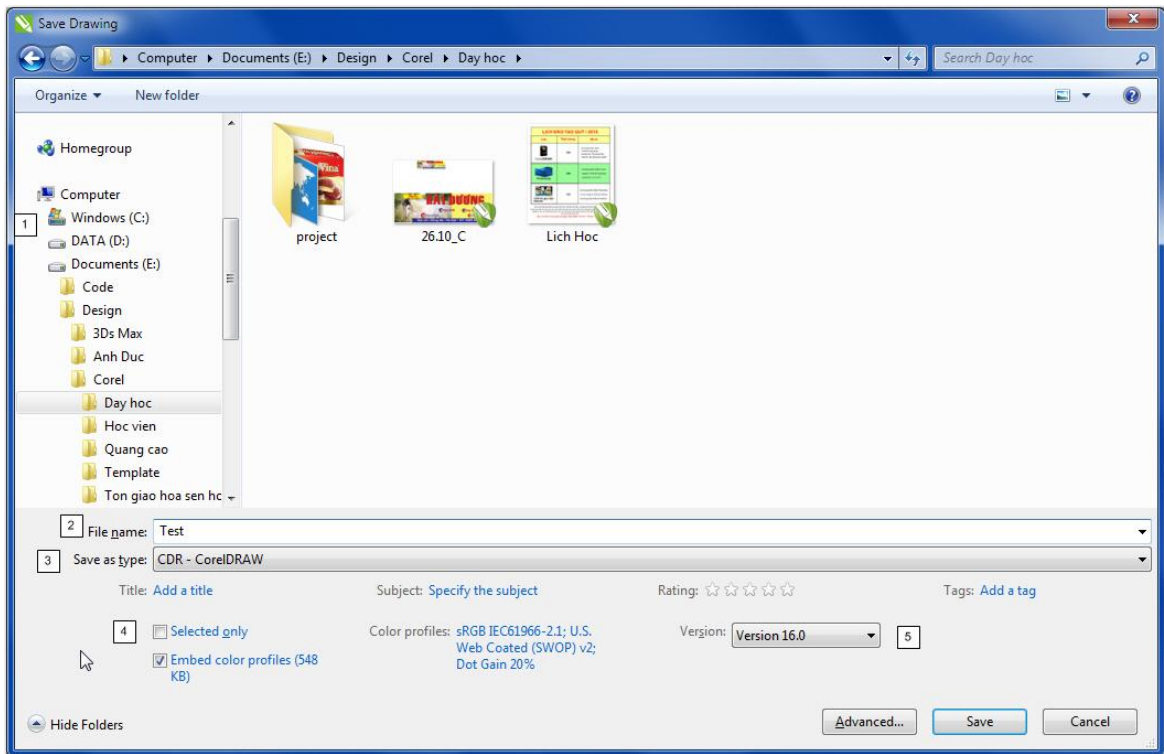 Save Drawing
Computer Documents (E:) Design Corel Day hoc
Search Day hoc
Organize New folder
Homegroup
Computer
1
Windows (C:)
DATA (D:)
Documents (E:)
Code
Design
3Ds Max
Anh Duc
Corel
Day hoc
Hoc vien
Quang cao
Template
Ton giao hoa sen hc
project
26.10_C
Lich Hoc
2 File name: Test
3 Save as type: CDR - CorelDRAW
Title: Add a title Subject: Specify the subject Rating: Tags: Add a tag
4 Selected only
Embed color profiles (548
KB)
Color profiles: sRGB IEC61966-2.1; U.S.
Web Coated (SWOP) v2;
Dot Gain 20%
Version: Version 16.0 5
Hide Folders
Advanced... Save Cancel